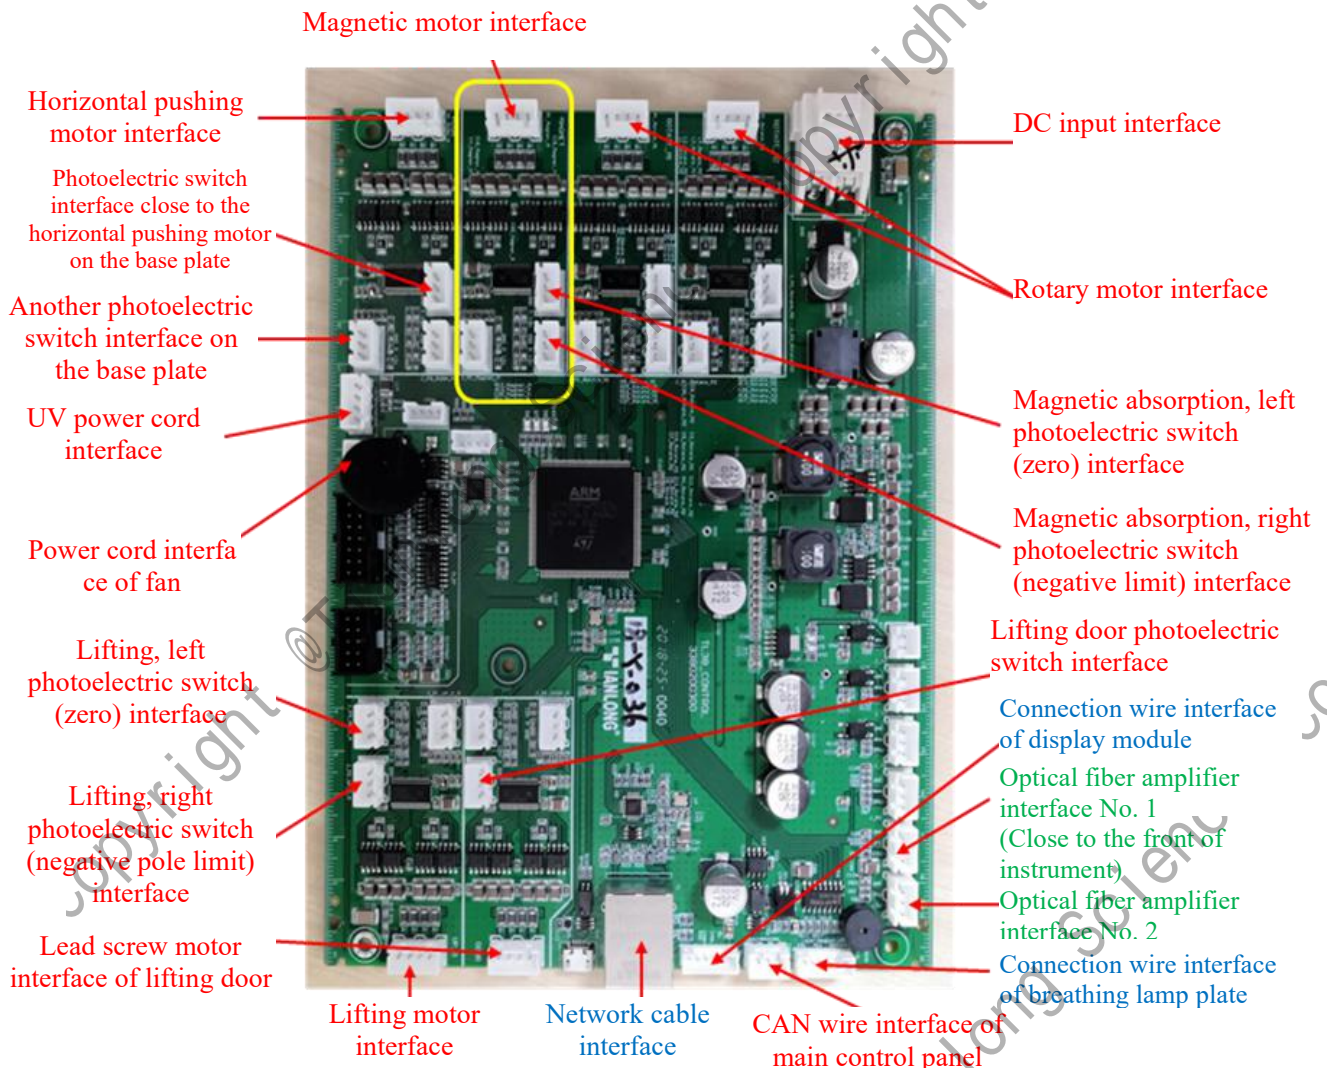 Magnetic motor interface
Horizontal pushing
motor interface
Photoelectric switch
interface close to the
horizontal pushing motor
on the base plate
Another photoelectric
switch interface on
the base plate
UV power cord
interface
Power cord interfa
ce of fan
Lifting, left
photoelectric switch
(zero) interface
Lifting, right
photoelectric switch
(negative pole limit)
interface
Lead screw motor
interface of lifting door
Lifting motor
interface
Network cable
interface
CAN wire interface of
main control panel
DC input interface
Rotary motor interface
Magnetic absorption, left
photoelectric switch
(zero) interface
Magnetic absorption, right
photoelectric switch
(negative limit) interface
Lifting door photoelectric
switch interface
Connection wire interface
of display module
Optical fiber amplifier
interface No. 1
(Close to the front of
instrument)
Optical fiber amplifier
interface No. 2
Connection wire interface
of breathing lamp plate
ARM
TIANLONG
18-Y-036
Copyright @T
Copyright
long Scienc